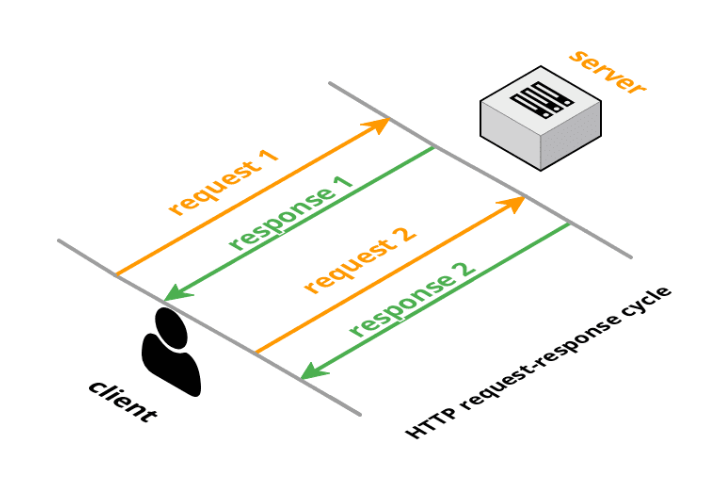 server
request 1
response 1
request 2
response 2
client
HTTP request-response cycle